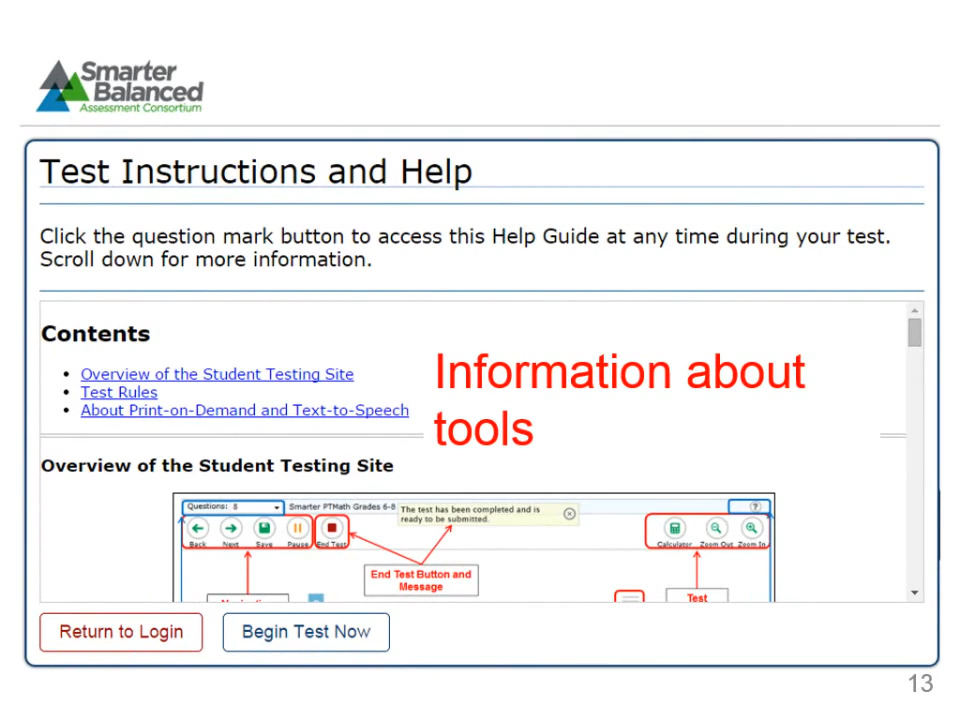 Smarter
Balanced
Assessment Consortium
Test Instructions and Help
Click the question mark button to access this Help Guide at any time during your test.
Scroll down for more information.
Contents
Information about
tools
• Overview of the Student Testing Site
• Test Rules
• About Print-on-Demand and Text-to-Speech
Overview of the Student Testing Site
Questions: 8
Smarter PTMath Grades 6-8
The test has been completed and is
ready to be submitted.
?
Back Next Save Pause End Test
Calculator Zoom Out Zoom In
End Test Button and
Message
Test
Return to Login
Begin Test Now
13